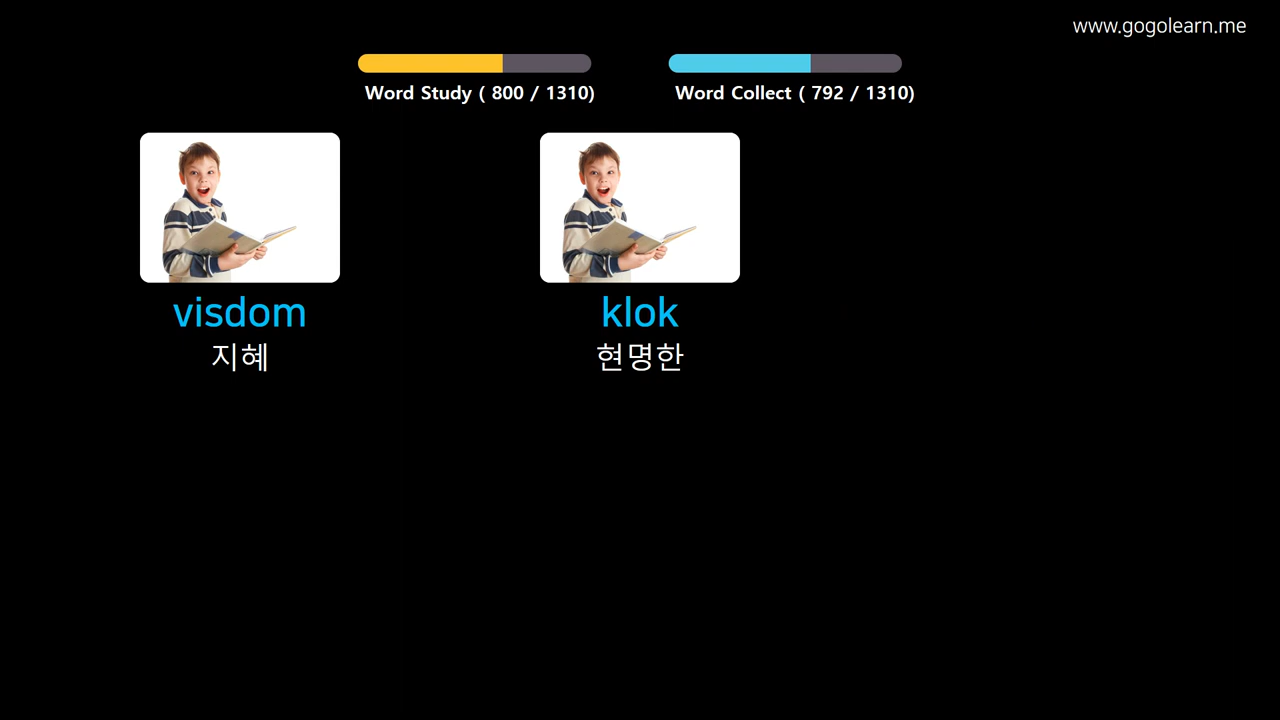 www.gogolearn.me
Word Study ( 800 / 1310)
Word Collect ( 792 / 1310)
visdom
지혜
klok
현명한